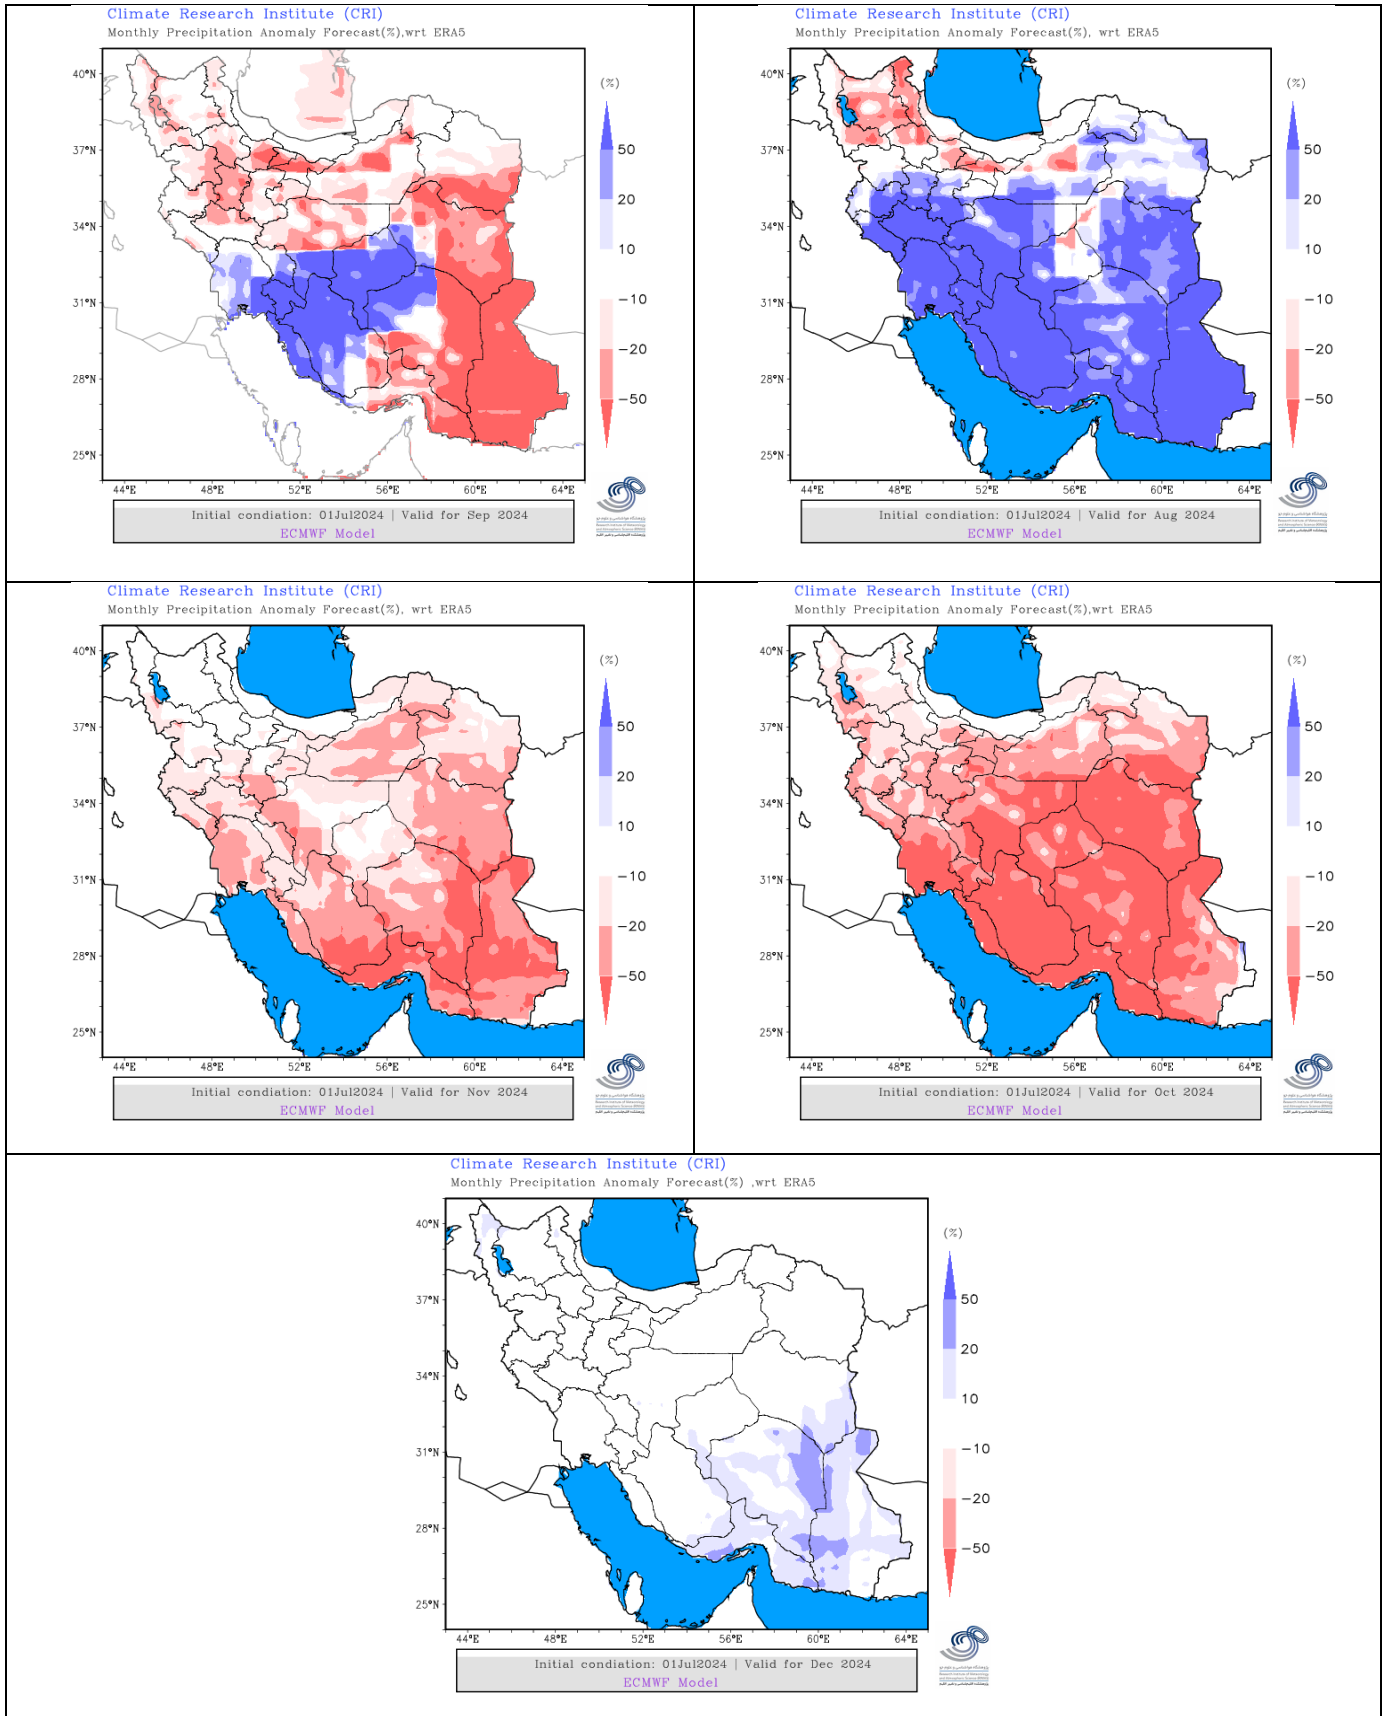 Climate Research Institute (CRI)
Monthly Precipitation Anomaly Forecast(%),wrt ERA5
40°N
37°N
34°N
31°N
28°N
25°N
44°E 48°E 52°E 56°E 60°E 64°E
(%)
50
20
10
−10
−20
−50
Initial condiation: 01Jul2024 | Valid for Sep 2024
ECMWF Model
Climate Research Institute (CRI)
Monthly Precipitation Anomaly Forecast(%), wrt ERA5
40°N
37°N
34°N
31°N
28°N
25°N
44°E 48°E 52°E 56°E 60°E 64°E
(%)
50
20
10
−10
−20
−50
Initial condiation: 01Jul2024 | Valid for Aug 2024
ECMWF Model
Climate Research Institute (CRI)
Monthly Precipitation Anomaly Forecast(%), wrt ERA5
40°N
37°N
34°N
31°N
28°N
25°N
44°E 48°E 52°E 56°E 60°E 64°E
(%)
50
20
10
−10
−20
−50
Initial condiation: 01Jul2024 | Valid for Nov 2024
ECMWF Model
Climate Research Institute (CRI)
Monthly Precipitation Anomaly Forecast(%),wrt ERA5
40°N
37°N
34°N
31°N
28°N
25°N
44°E 48°E 52°E 56°E 60°E 64°E
(%)
50
20
10
−10
−20
−50
Initial condiation: 01Jul2024 | Valid for Oct 2024
ECMWF Model
Climate Research Institute (CRI)
Monthly Precipitation Anomaly Forecast(%) ,wrt ERA5
40°N
37°N
34°N
31°N
28°N
25°N
44°E 48°E 52°E 56°E 60°E 64°E
(%)
50
20
10
−10
−20
−50
Initial condiation: 01Jul2024 | Valid for Dec 2024
ECMWF Model